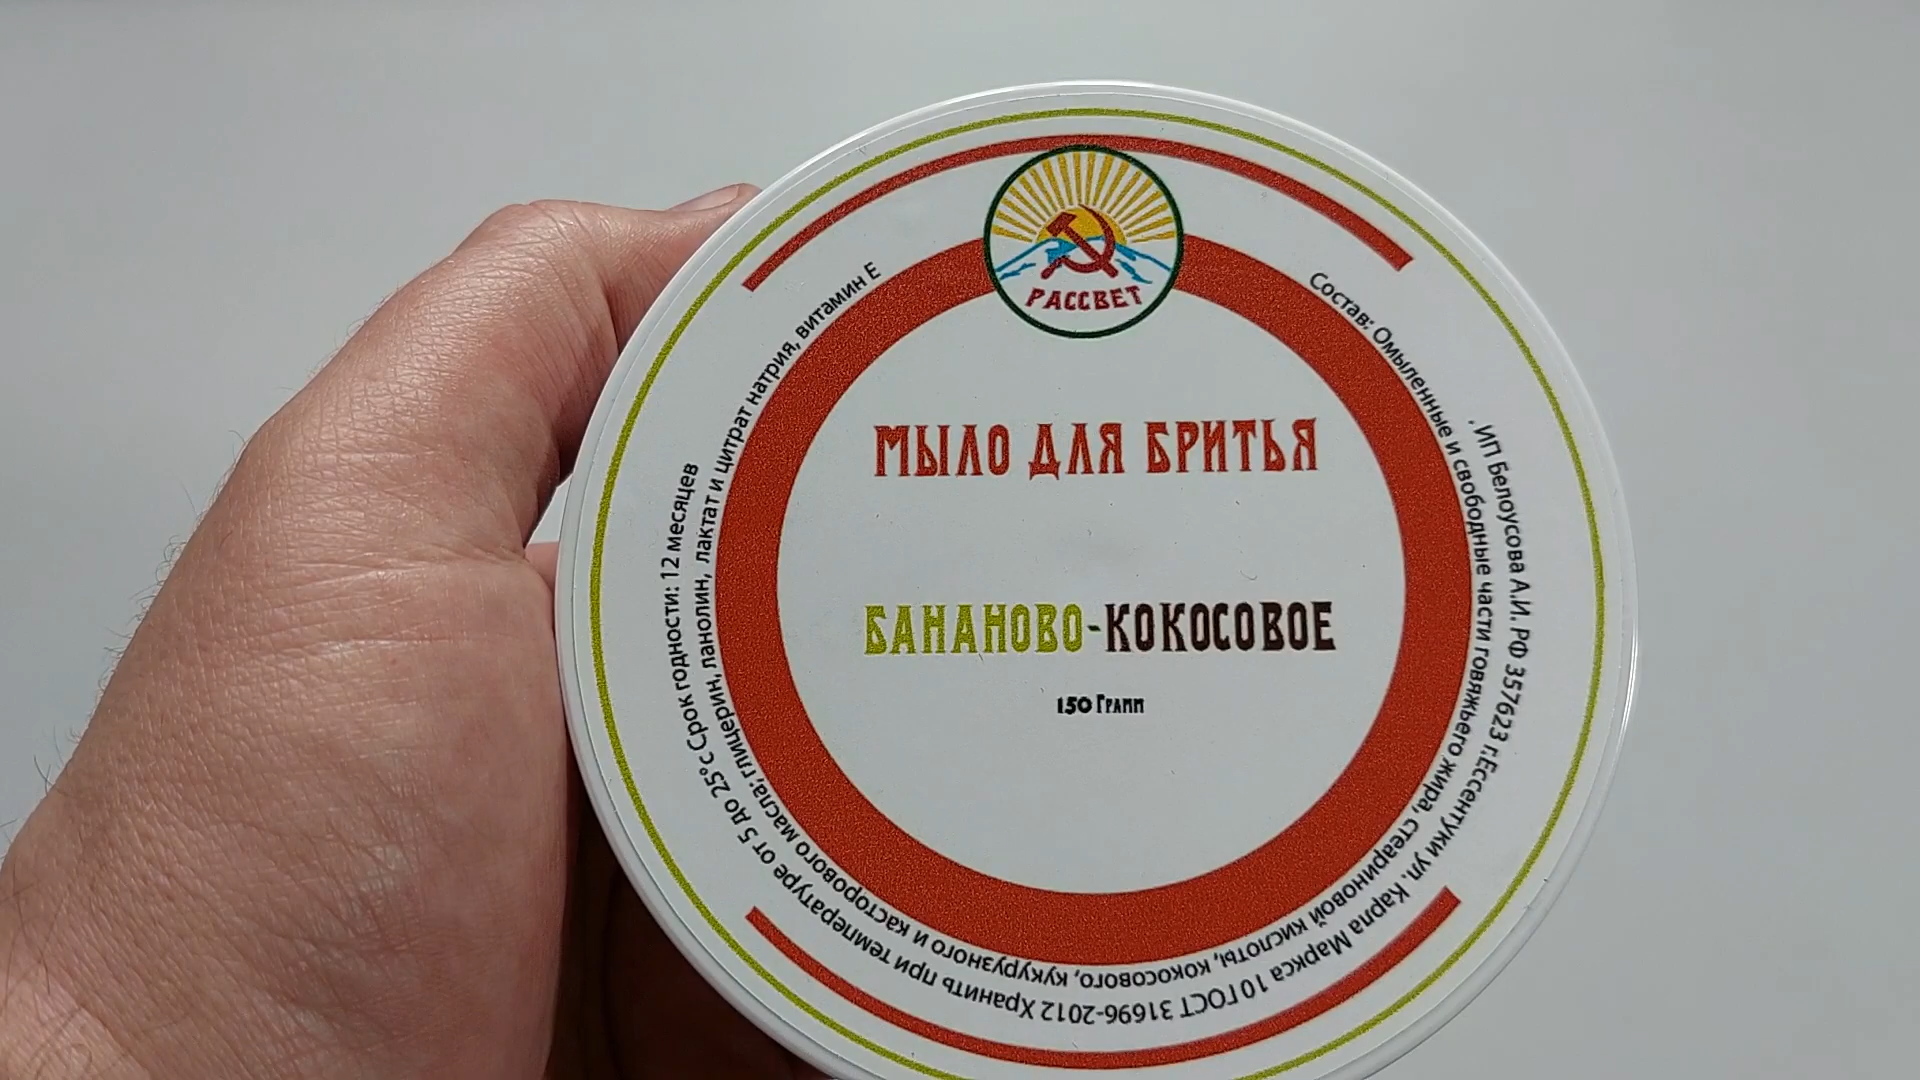 РАССВЕТ
МЫЛО ДЛЯ БРИТЬЯ
БАНАНОВО-КОКОСОВОЕ
150 Грамм
Состав: Омыленные и свободные части говяжьего жира, стеариновой кислоты, кокосового, кукурузного и касторового масла; глицерин, ланолин, лактат и цитрат натрия, витамин Е
. ИП Белоусова А.И. РФ 357623 г.Ессентуки ул. Карла Маркса 10 ГОСТ 31696-2012 Хранить при температуре от 5 до 25°с Срок годности: 12 месяцев